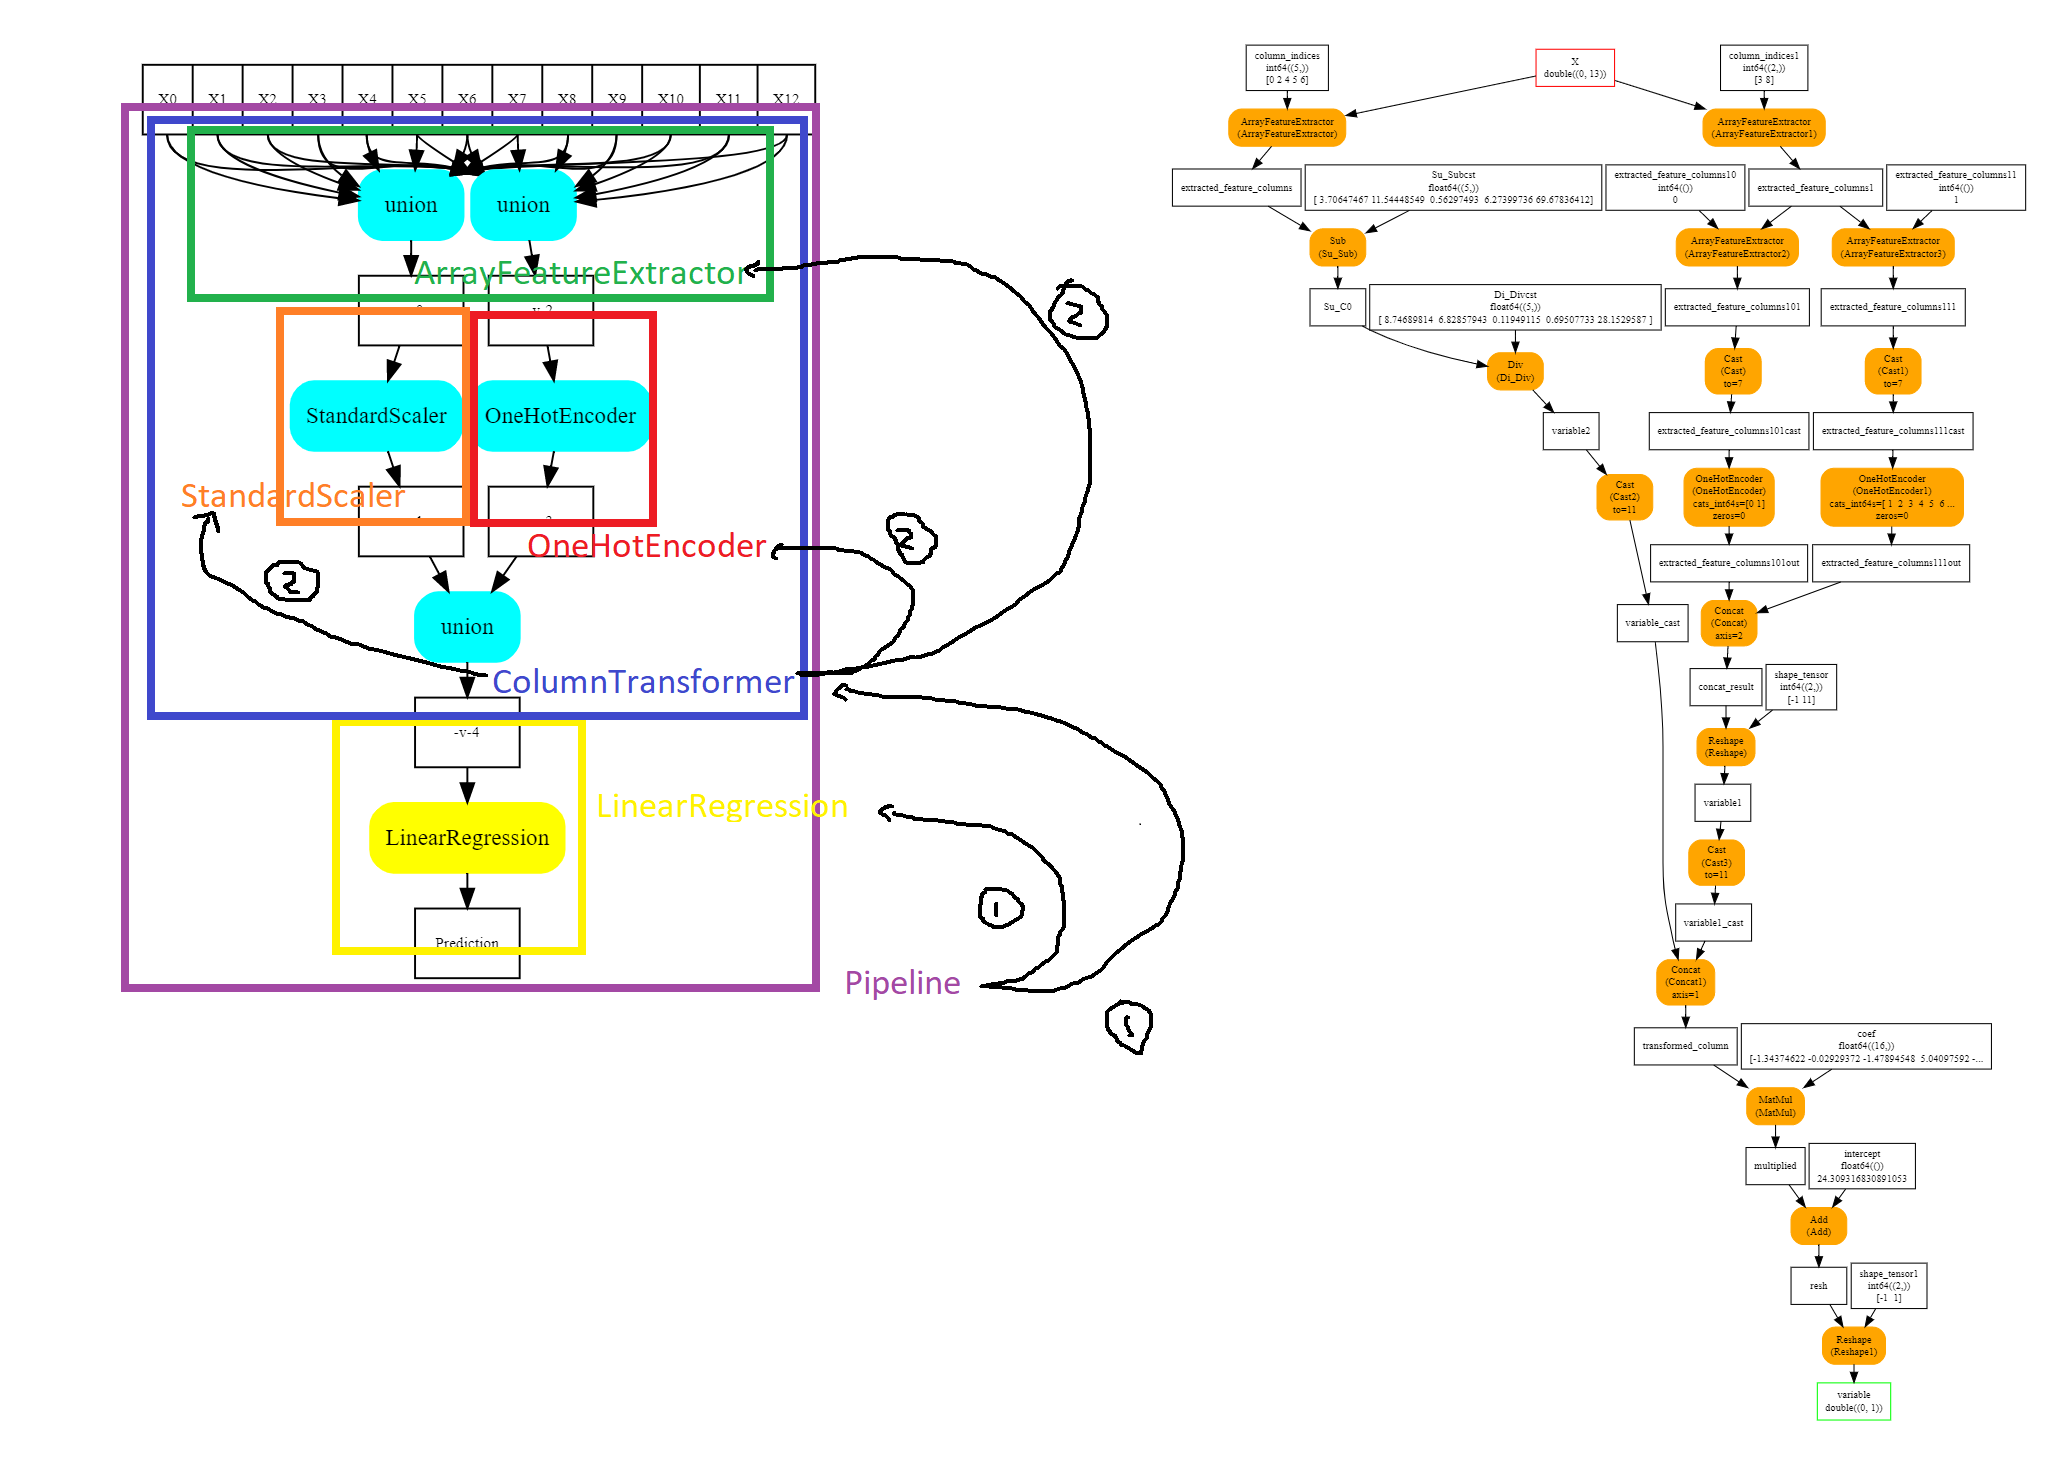 X0 X1 X2 X3 X4 X5 X6 X7 X8 X9 X10 X11 X12
union union
ArrayFeatureExtractor
-v-2
StandardScaler OneHotEncoder
StandardScaler
OneHotEncoder
union
ColumnTransformer
-v-4
LinearRegression
LinearRegression
Prediction
Pipeline
2
2
2
1
1
column_indices
int64((5,))
[0 2 4 5 6]
X
double((0, 13))
column_indices1
int64((2,))
[3 8]
ArrayFeatureExtractor
(ArrayFeatureExtractor)
ArrayFeatureExtractor
(ArrayFeatureExtractor1)
extracted_feature_columns
Su_Subcst
float64((5,))
[ 3.70647467 11.54448549  0.56297493  6.27399736 69.67836412]
extracted_feature_columns10
int64(())
0
extracted_feature_columns1
extracted_feature_columns11
int64(())
1
Sub
(Su_Sub)
ArrayFeatureExtractor
(ArrayFeatureExtractor2)
ArrayFeatureExtractor
(ArrayFeatureExtractor3)
Su_C0
Di_Divcst
float64((5,))
[ 8.74689814  6.82857943  0.11949115  0.69507733 28.1529587 ]
extracted_feature_columns101
extracted_feature_columns111
Div
(Di_Div)
Cast
(Cast)
to=7
Cast
(Cast1)
to=7
variable2
extracted_feature_columns101cast
extracted_feature_columns111cast
Cast
(Cast2)
to=11
OneHotEncoder
(OneHotEncoder)
cats_int64s=[0 1]
zeros=0
OneHotEncoder
(OneHotEncoder1)
cats_int64s=[ 1  2  3  4  5  6 ...
zeros=0
extracted_feature_columns101out
extracted_feature_columns111out
variable_cast
Concat
(Concat)
axis=2
concat_result
shape_tensor
int64((2,))
[-1 11]
Reshape
(Reshape)
variable1
Cast
(Cast3)
to=11
variable1_cast
Concat
(Concat1)
axis=1
transformed_column
coef
float64((16,))
[-1.34374622 -0.02929372 -1.47894548  5.04097592 -...
MatMul
(MatMul)
multiplied
intercept
float64(())
24.309316830891053
Add
(Add)
resh
shape_tensor1
int64((2,))
[-1  1]
Reshape
(Reshape1)
variable
double((0, 1))